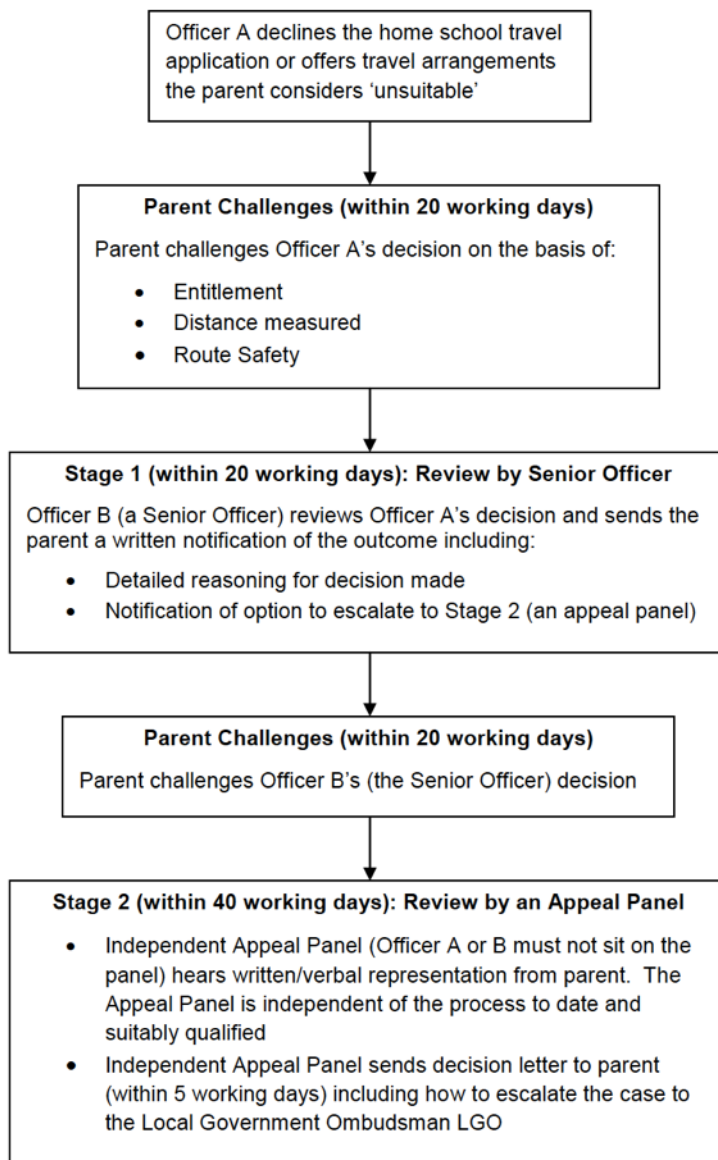 Officer A declines the home school travel
application or offers travel arrangements
the parent considers ‘unsuitable’
Parent Challenges (within 20 working days)
Parent challenges Officer A’s decision on the basis of:
• Entitlement
• Distance measured
• Route Safety
Stage 1 (within 20 working days): Review by Senior Officer
Officer B (a Senior Officer) reviews Officer A’s decision and sends the
parent a written notification of the outcome including:
• Detailed reasoning for decision made
• Notification of option to escalate to Stage 2 (an appeal panel)
Parent Challenges (within 20 working days)
Parent challenges Officer B’s (the Senior Officer) decision
Stage 2 (within 40 working days): Review by an Appeal Panel
• Independent Appeal Panel (Officer A or B must not sit on the
panel) hears written/verbal representation from parent.  The
Appeal Panel is independent of the process to date and
suitably qualified
• Independent Appeal Panel sends decision letter to parent
(within 5 working days) including how to escalate the case to
the Local Government Ombudsman LGO